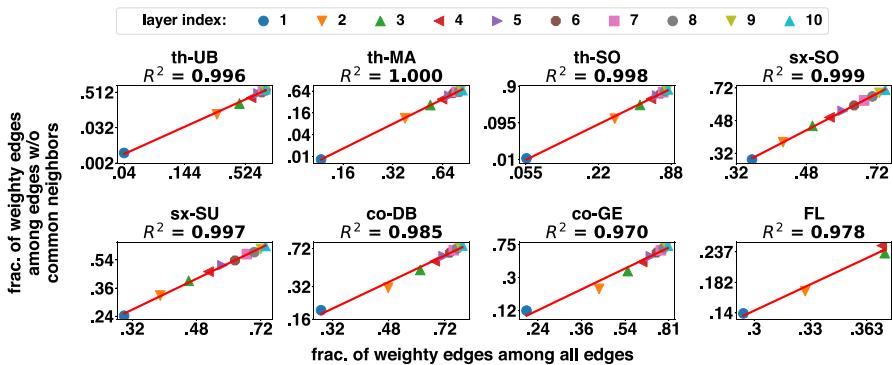 layer index: 1 2 3 4 5 6 7 8 9 10
th-UB th-MA th-SO sx-SO
R² = 0.996 R² = 1.000 R² = 0.998 R² = 0.999
.512 .64 .9 .72
.032 .16 .095 .48
.002 .04 .01 .32
.01
.04 .144 .524 .16 .32 .64 .055 .22 .88 .32 .48 .72
frac. of weighty edges
among edges w/o
common neighbors
sx-SU co-DB co-GE FL
R² = 0.997 R² = 0.985 R² = 0.970 R² = 0.978
.54 .72 .75 .237
.36 .32 .3 .182
.24 .16 .12 .14
.32 .48 .72 .32 .48 .72 .24 .36 .54 .81 .3 .33 .363
frac. of weighty edges among all edges